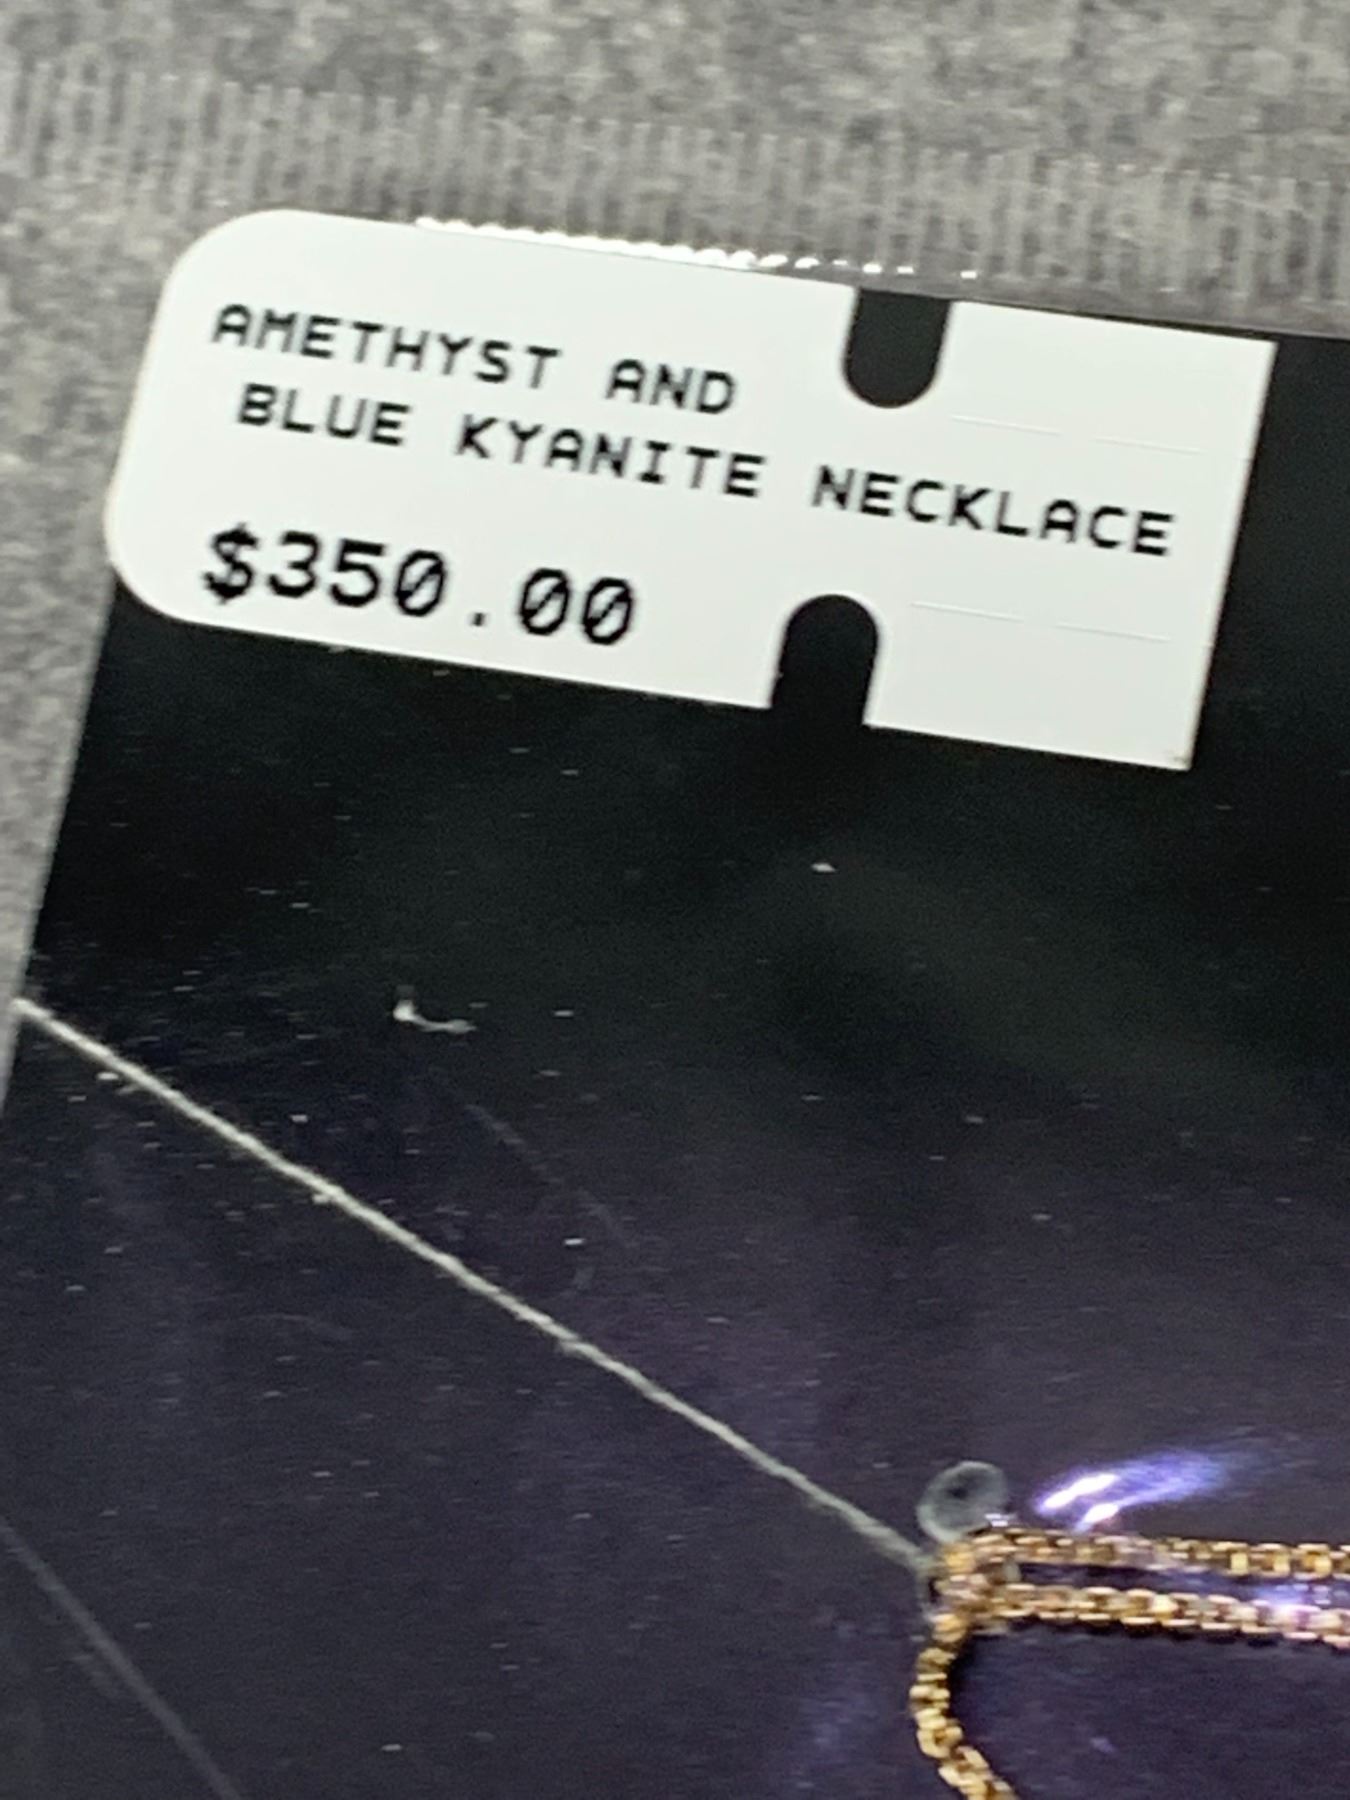 AMETHYST AND
BLUE KYANITE NECKLACE
$350.00